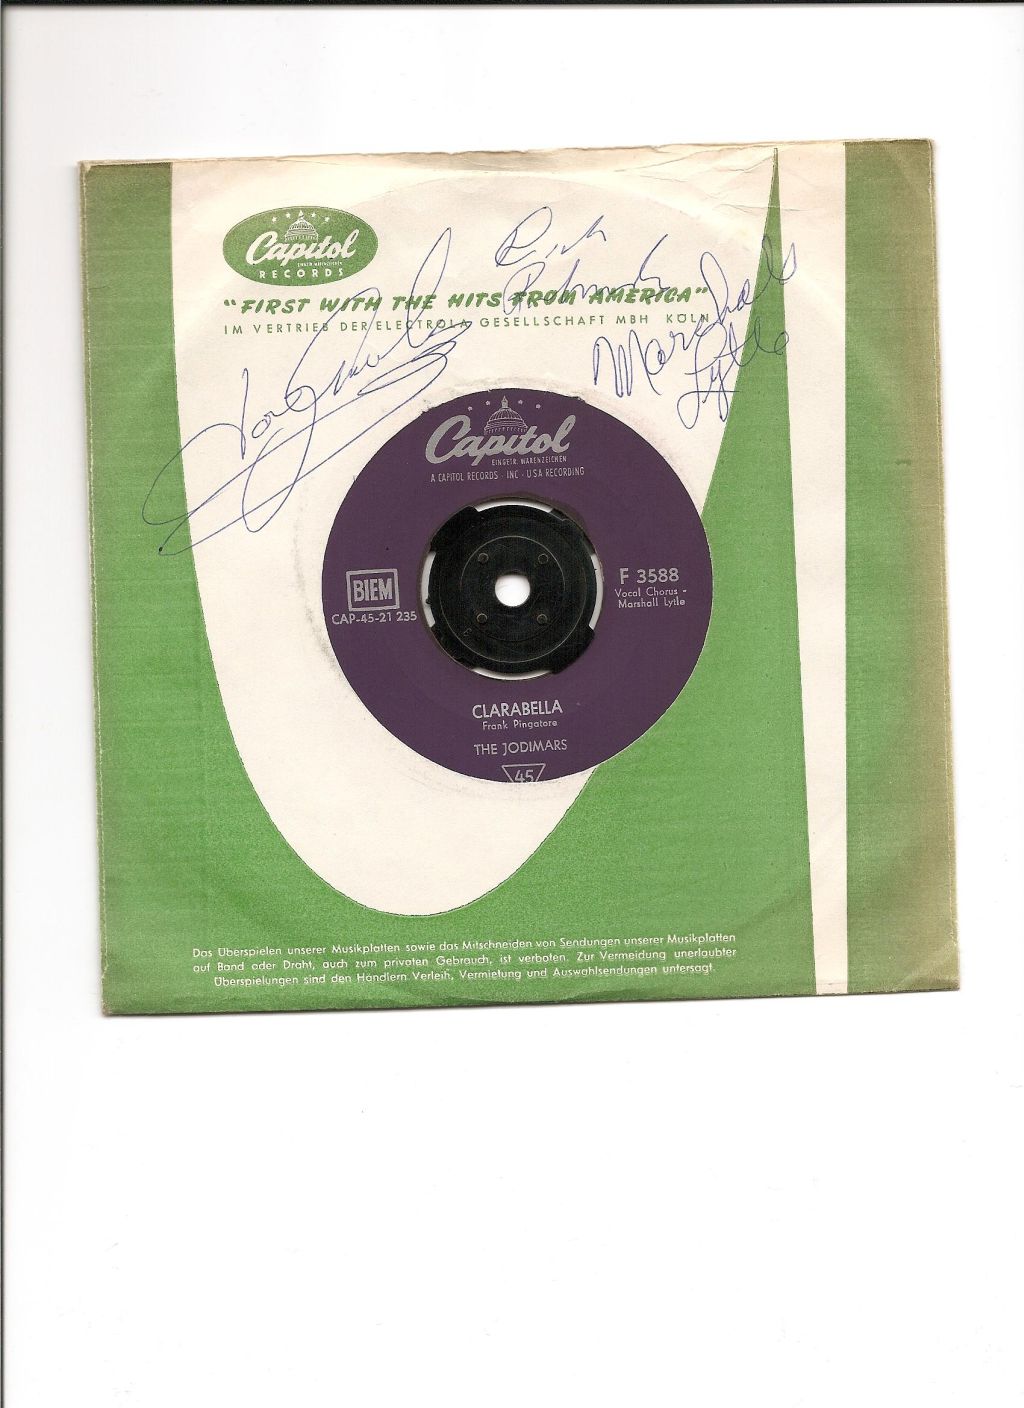 Capitol
RECORDS
"FIRST WITH THE HITS FROM AMERICA"
IM VERTRIEB DER ELECTROLA GESELLSCHAFT MBH KÖLN
Marshall
Lytle
Capitol
EINGETR. WARENZEICHEN
A CAPITOL RECORDS - INC - USA RECORDING
BIEM
CAP-45-21 235
F 3588
Vocal Chorus -
Marshall Lytle
CLARABELLA
Frank Pingatore
THE JODIMARS
45
Das Überspielen unserer Musikplatten sowie das Mitschneiden von Sendungen unserer Musikplatten
auf Band oder Draht, auch zum privaten Gebrauch, ist verboten. Zur Vermeidung unerlaubter
Überspielungen sind den Händlern Verleih, Vermietung und Auswahlsendungen untersagt.